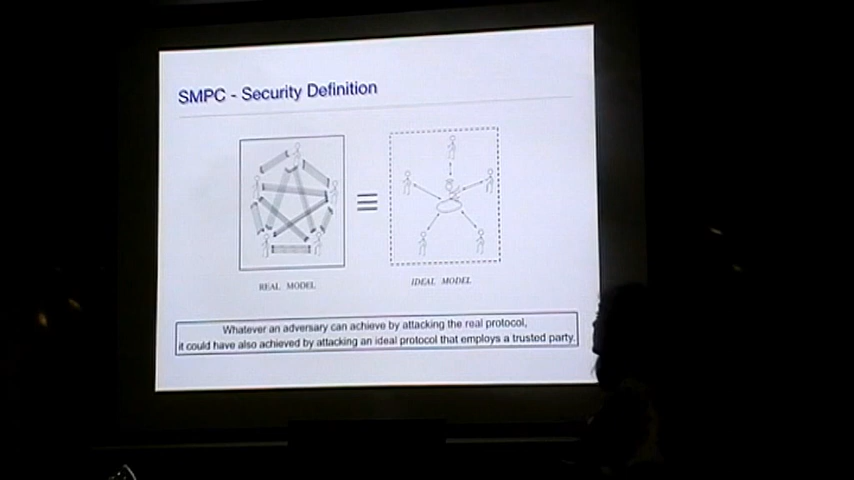 SMPC - Security Definition
REAL MODEL
IDEAL MODEL
Whatever an adversary can achieve by attacking the real protocol,
it could have also achieved by attacking an ideal protocol that employs a trusted party.